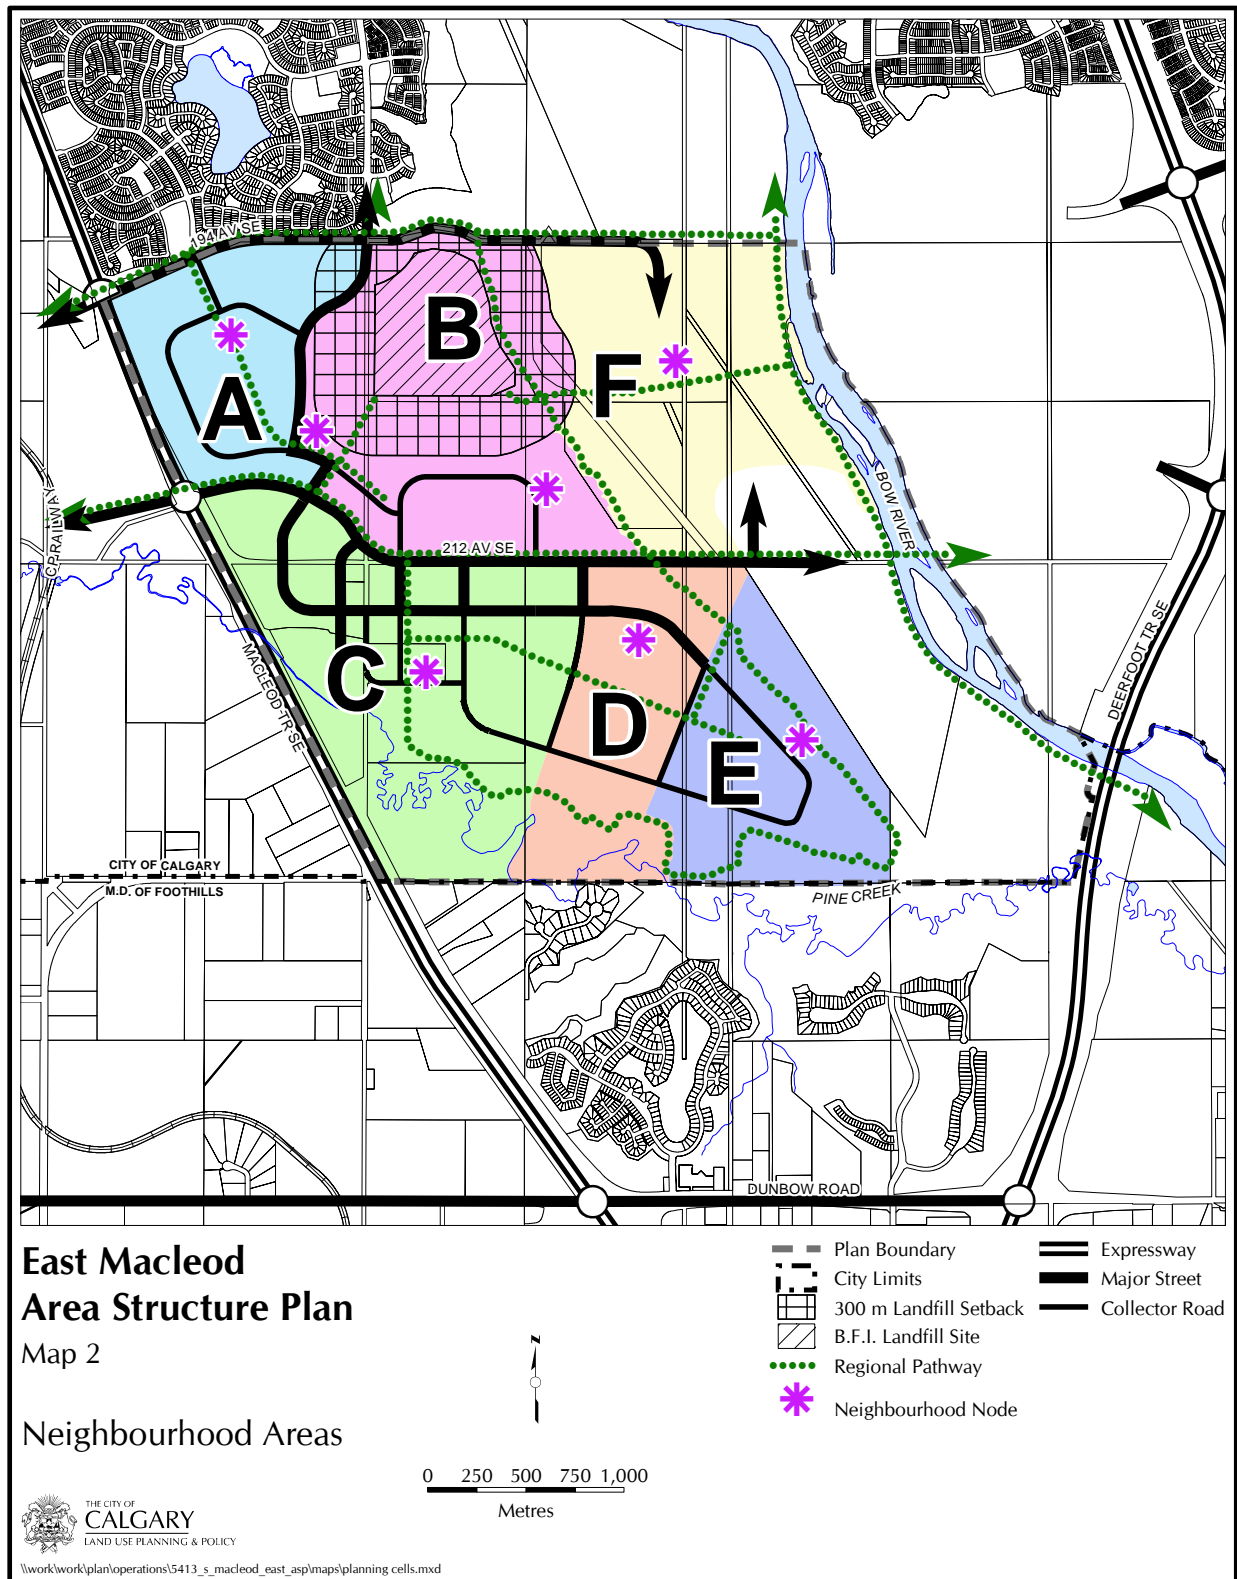 194 AV SE
B
F
A
C.P.RAILWAY
BOW RIVER
212 AV SE
MACLEOD TR SE
C
D
E
DEERFOOT TR SE
CITY OF CALGARY
M.D. OF FOOTHILLS
PINE CREEK
DUNBOW ROAD
East Macleod
Area Structure Plan
Map 2
Neighbourhood Areas
N
0 250 500 750 1,000
Metres
Plan Boundary
City Limits
300 m Landfill Setback
B.F.I. Landfill Site
Regional Pathway
Neighbourhood Node
Expressway
Major Street
Collector Road
THE CITY OF
CALGARY
LAND USE PLANNING & POLICY
\\work\work\plan\operations\5413_s_macleod_east_asp\maps\planning cells.mxd